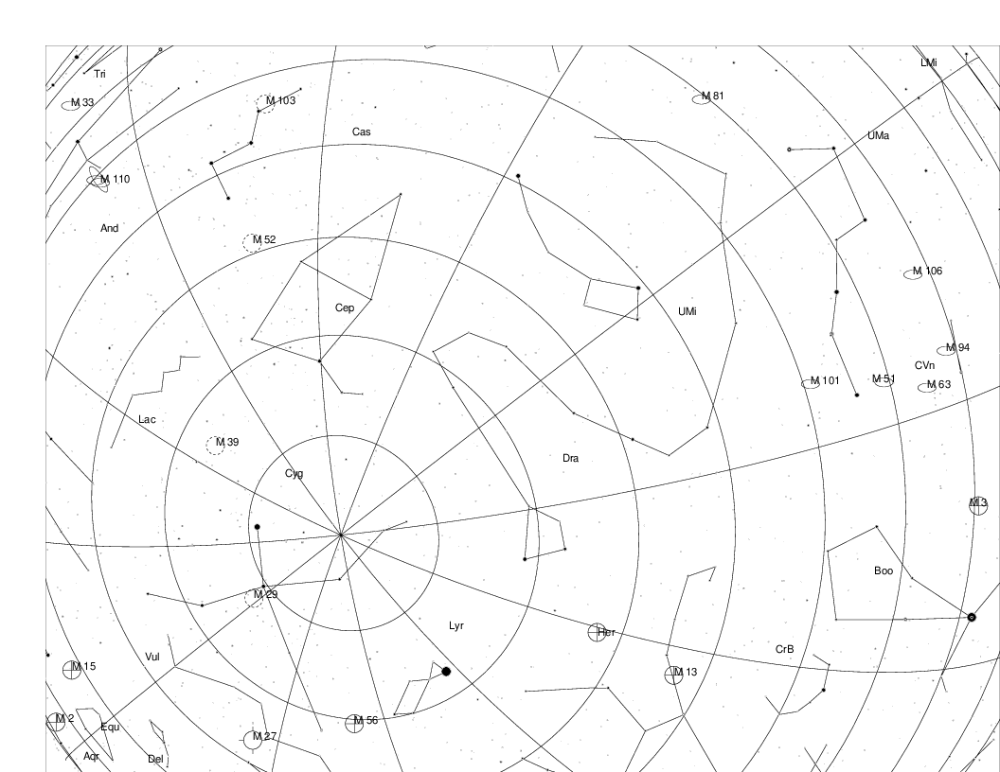 LMi
Tri
M 81
M 33
M 103
Cas
UMa
M 110
And
M 52
M 106
Cep
UMi
M 94
CVn
M 101
M 51
M 63
Lac
M 39
Dra
Cyg
M 3
Boo
M 29
Lyr
Her
CrB
Vul
M 15
M 13
M 2
Equ
M 56
M 27
Aqr
Del